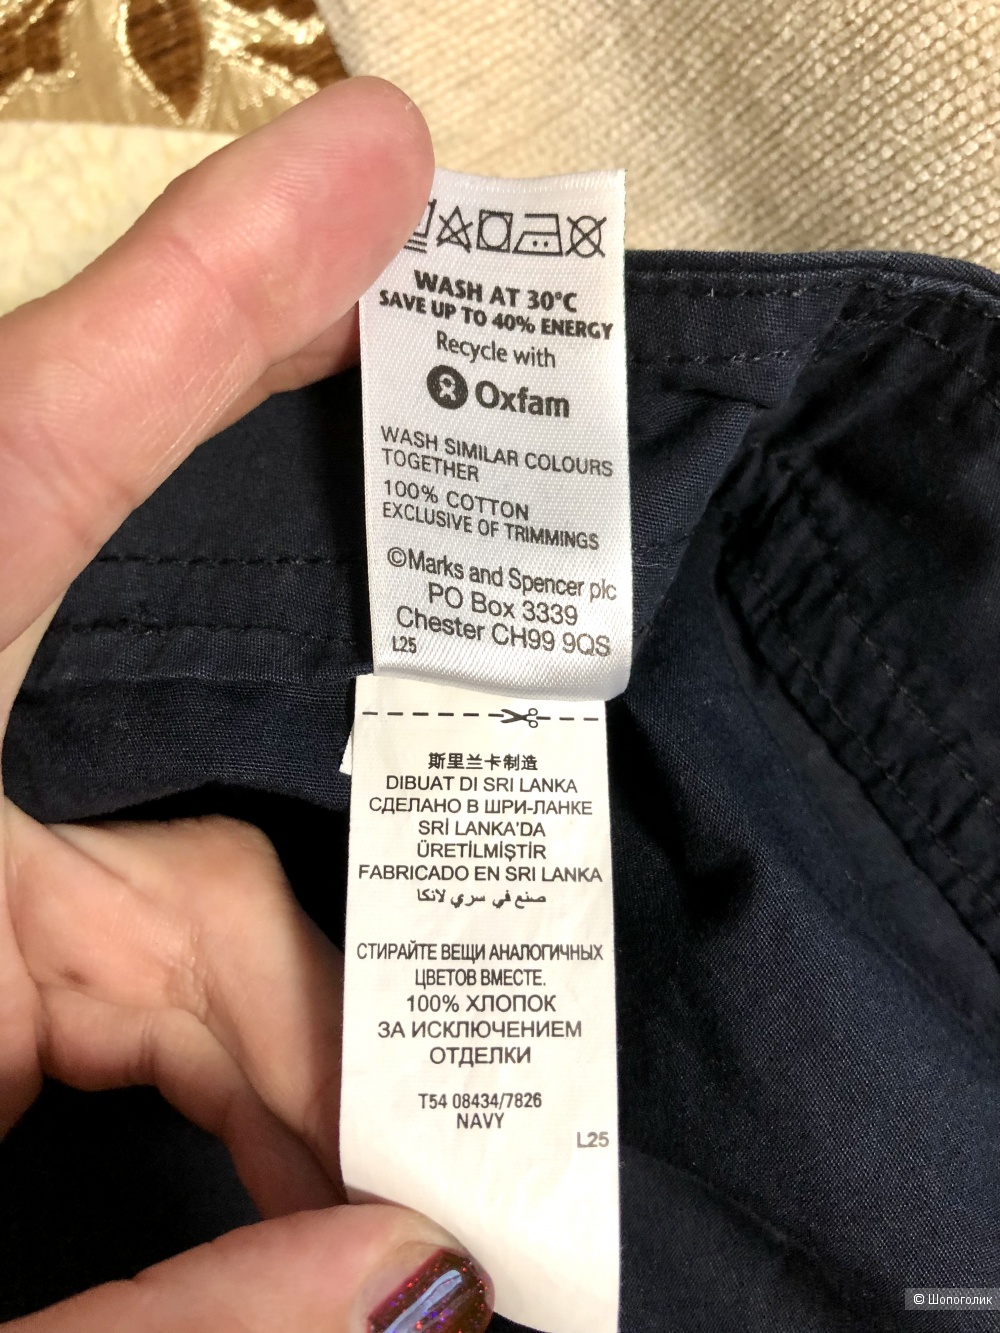 WASH AT 30°C
SAVE UP TO 40% ENERGY
Recycle with
Oxfam
WASH SIMILAR COLOURS
TOGETHER
100% COTTON
EXCLUSIVE OF TRIMMINGS
©Marks and Spencer plc
PO Box 3339
Chester CH99 9QS
L25
斯里兰卡制造
DIBUAT DI SRI LANKA
СДЕЛАНО В ШРИ-ЛАНКЕ
SRİ LANKA'DA
ÜRETİLMİŞTİR
FABRICADO EN SRI LANKA
صنع في سري لانكا
СТИРАЙТЕ ВЕЩИ АНАЛОГИЧНЫХ
ЦВЕТОВ ВМЕСТЕ.
100% ХЛОПОК
ЗА ИСКЛЮЧЕНИЕМ
ОТДЕЛКИ
T54 08434/7826
NAVY
L25
© Шопоголик